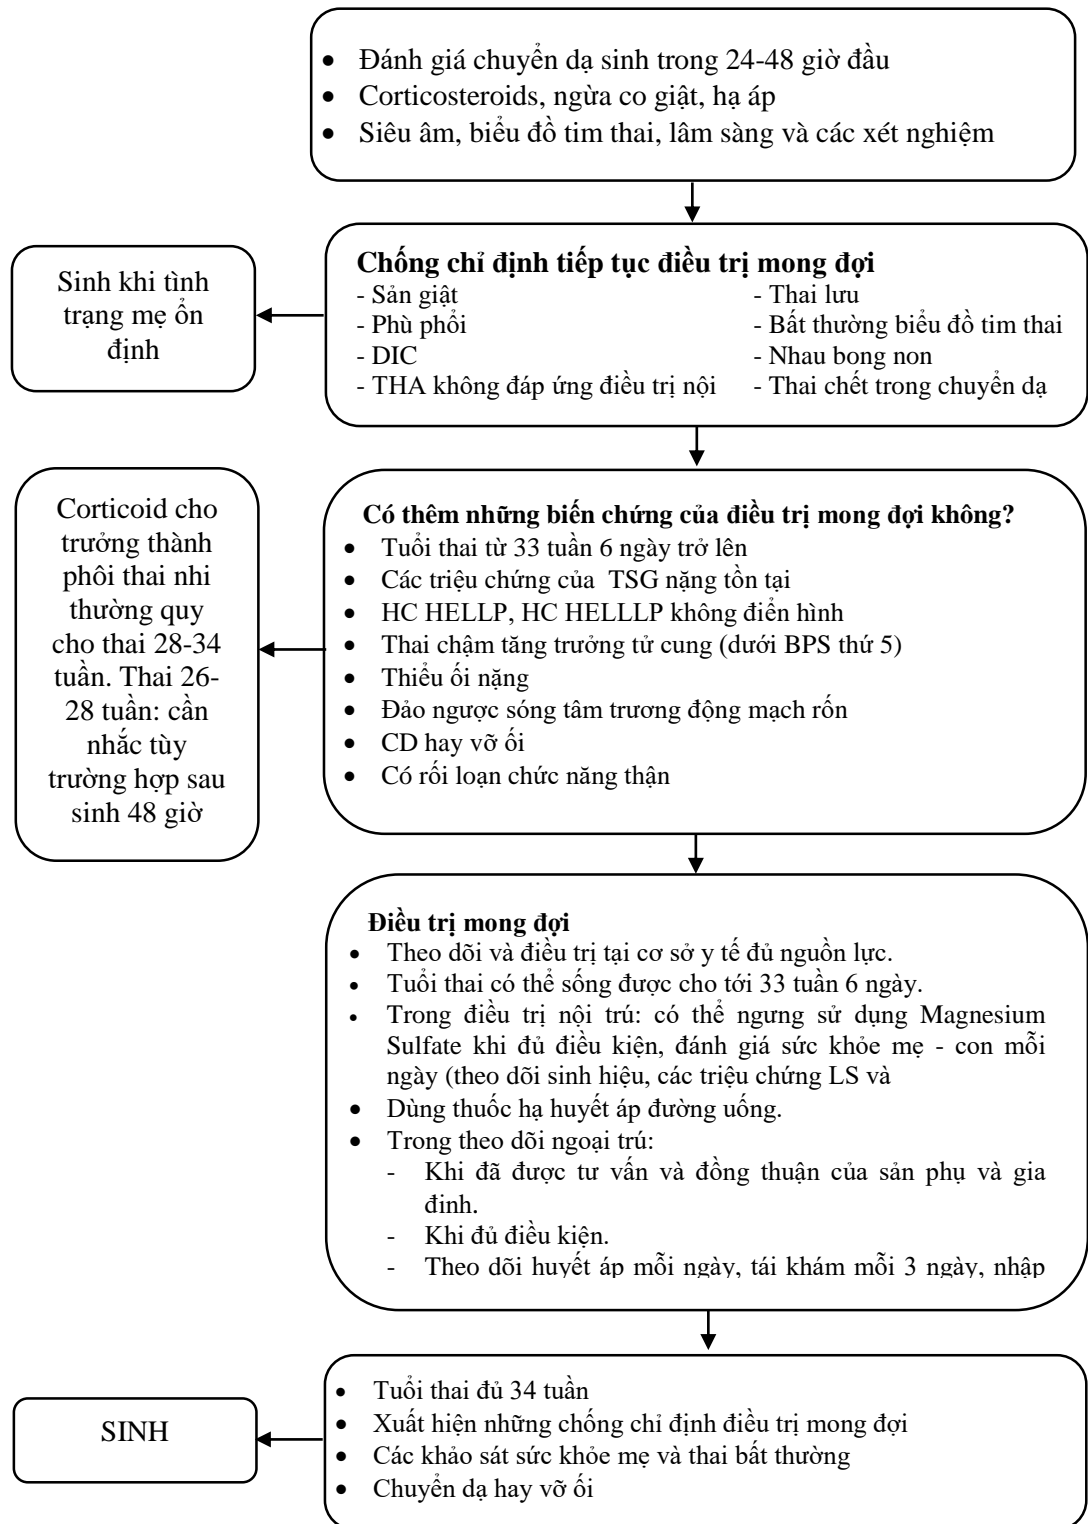 • Đánh giá chuyển dạ sinh trong 24-48 giờ đầu
• Corticosteroids, ngừa co giật, hạ áp
• Siêu âm, biểu đồ tim thai, lâm sàng và các xét nghiệm
Sinh khi tình
trạng mẹ ổn
định
Chống chỉ định tiếp tục điều trị mong đợi
- Sản giật
- Phù phổi
- DIC
- THA không đáp ứng điều trị nội
- Thai lưu
- Bất thường biểu đồ tim thai
- Nhau bong non
- Thai chết trong chuyển dạ
Corticoid cho
trưởng thành
phôi thai nhi
thường quy
cho thai 28-34
tuần. Thai 26-
28 tuần: cần
nhắc tùy
trường hợp sau
sinh 48 giờ
Có thêm những biến chứng của điều trị mong đợi không?
• Tuổi thai từ 33 tuần 6 ngày trở lên
• Các triệu chứng của TSG nặng tồn tại
• HC HELLP, HC HELLLP không điển hình
• Thai chậm tăng trưởng tử cung (dưới BPS thứ 5)
• Thiểu ối nặng
• Đảo ngược sóng tâm trương động mạch rốn
• CD hay vỡ ối
• Có rối loạn chức năng thận
Điều trị mong đợi
• Theo dõi và điều trị tại cơ sở y tế đủ nguồn lực.
• Tuổi thai có thể sống được cho tới 33 tuần 6 ngày.
• Trong điều trị nội trú: có thể ngưng sử dụng Magnesium
Sulfate khi đủ điều kiện, đánh giá sức khỏe mẹ - con mỗi
ngày (theo dõi sinh hiệu, các triệu chứng LS và
• Dùng thuốc hạ huyết áp đường uống.
• Trong theo dõi ngoại trú:
- Khi đã được tư vấn và đồng thuận của sản phụ và gia
đinh.
- Khi đủ điều kiện.
- Theo dõi huyết áp mỗi ngày, tái khám mỗi 3 ngày, nhập
SINH
• Tuổi thai đủ 34 tuần
• Xuất hiện những chống chỉ định điều trị mong đợi
• Các khảo sát sức khỏe mẹ và thai bất thường
• Chuyển dạ hay vỡ ối